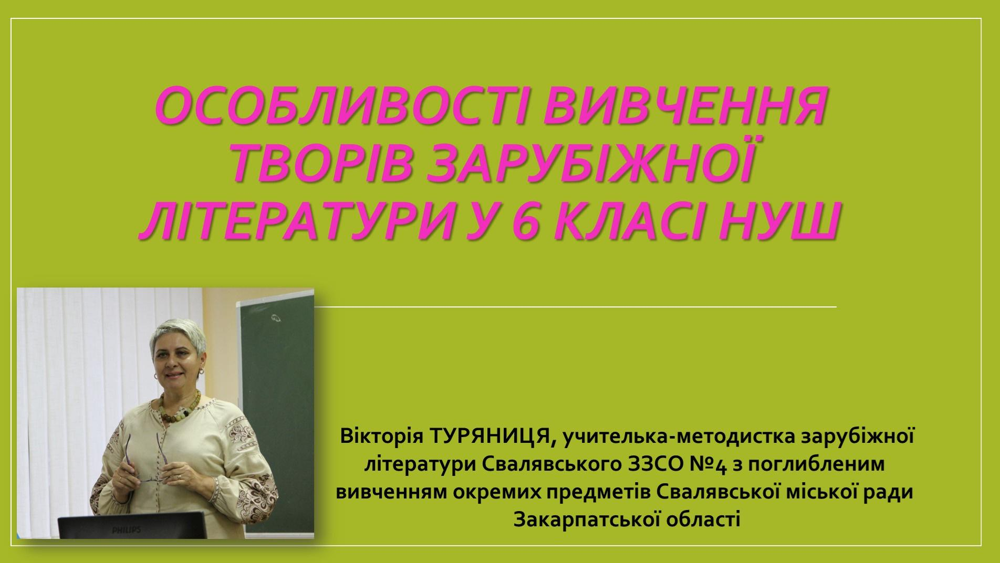 ОСОБЛИВОСТІ ВИВЧЕННЯ
ТВОРІВ ЗАРУБІЖНОЇ
ЛІТЕРАТУРИ У 6 КЛАСІ НУШ
PHILIPS
Вікторія ТУРЯНИЦЯ, учителька-методистка зарубіжної
літератури Свалявського ЗЗСО №4 з поглибленим
вивченням окремих предметів Свалявської міської ради
Закарпатської області